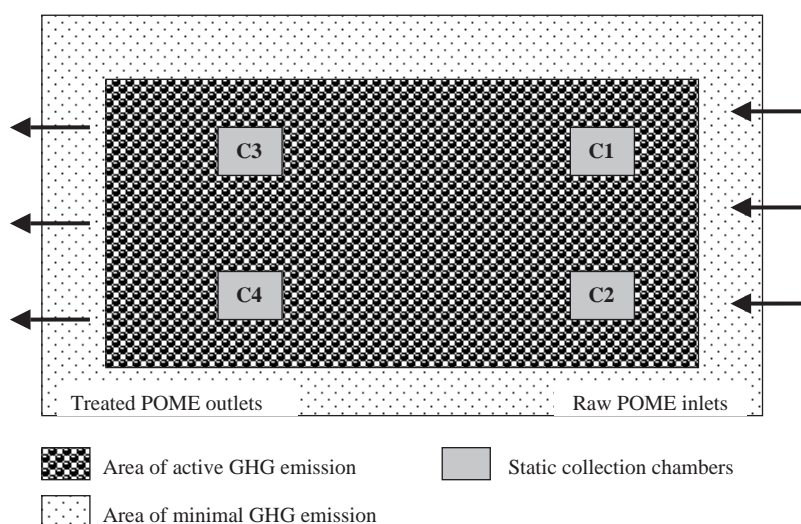 C3
C1
C4
C2
Treated POME outlets
Raw POME inlets
Area of active GHG emission
Static collection chambers
Area of minimal GHG emission